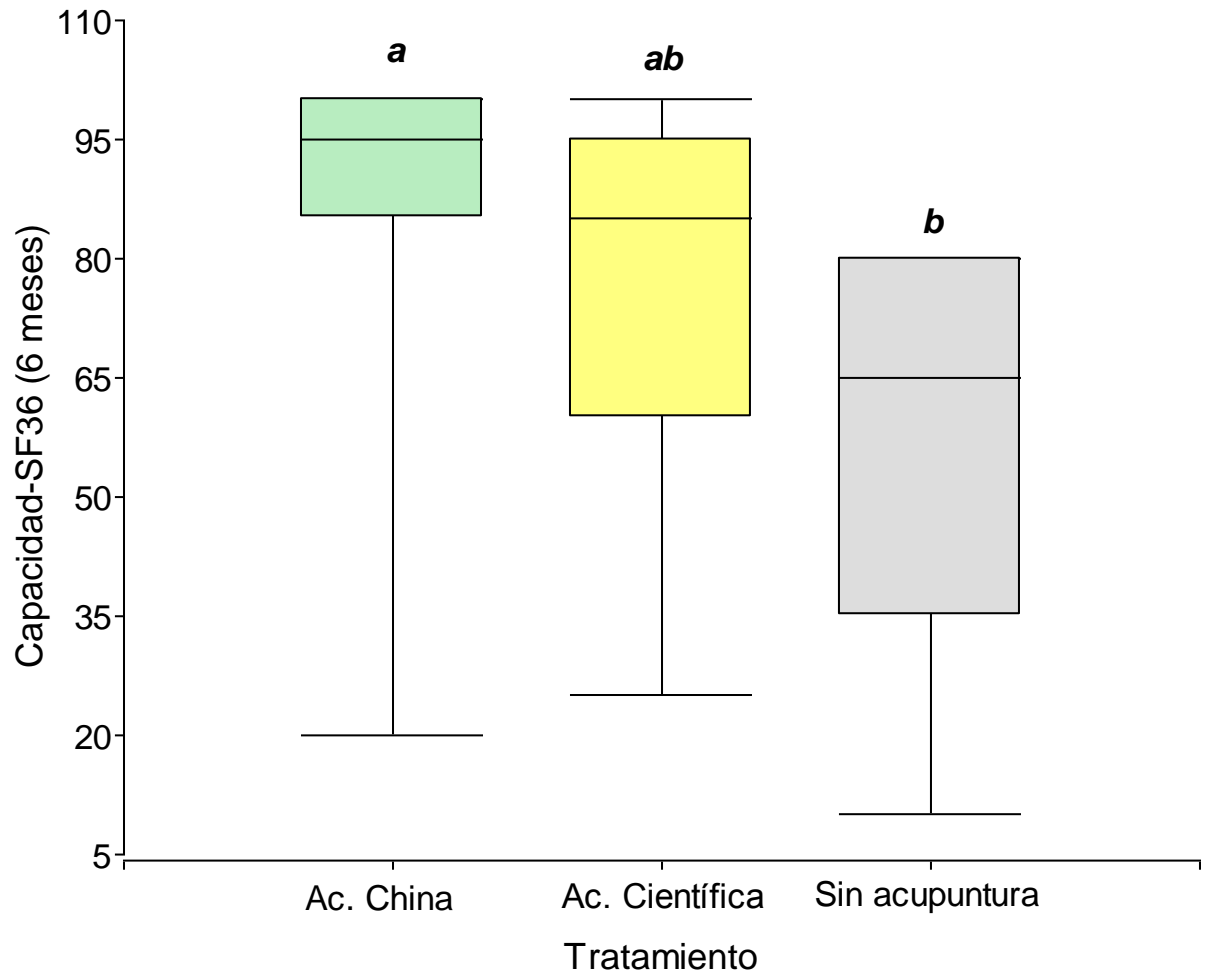 110
95
80
65
50
35
20
5
Capacidad-SF36 (6 meses)
a
ab
b
Ac. China
Ac. Científica
Sin acupuntura
Tratamiento